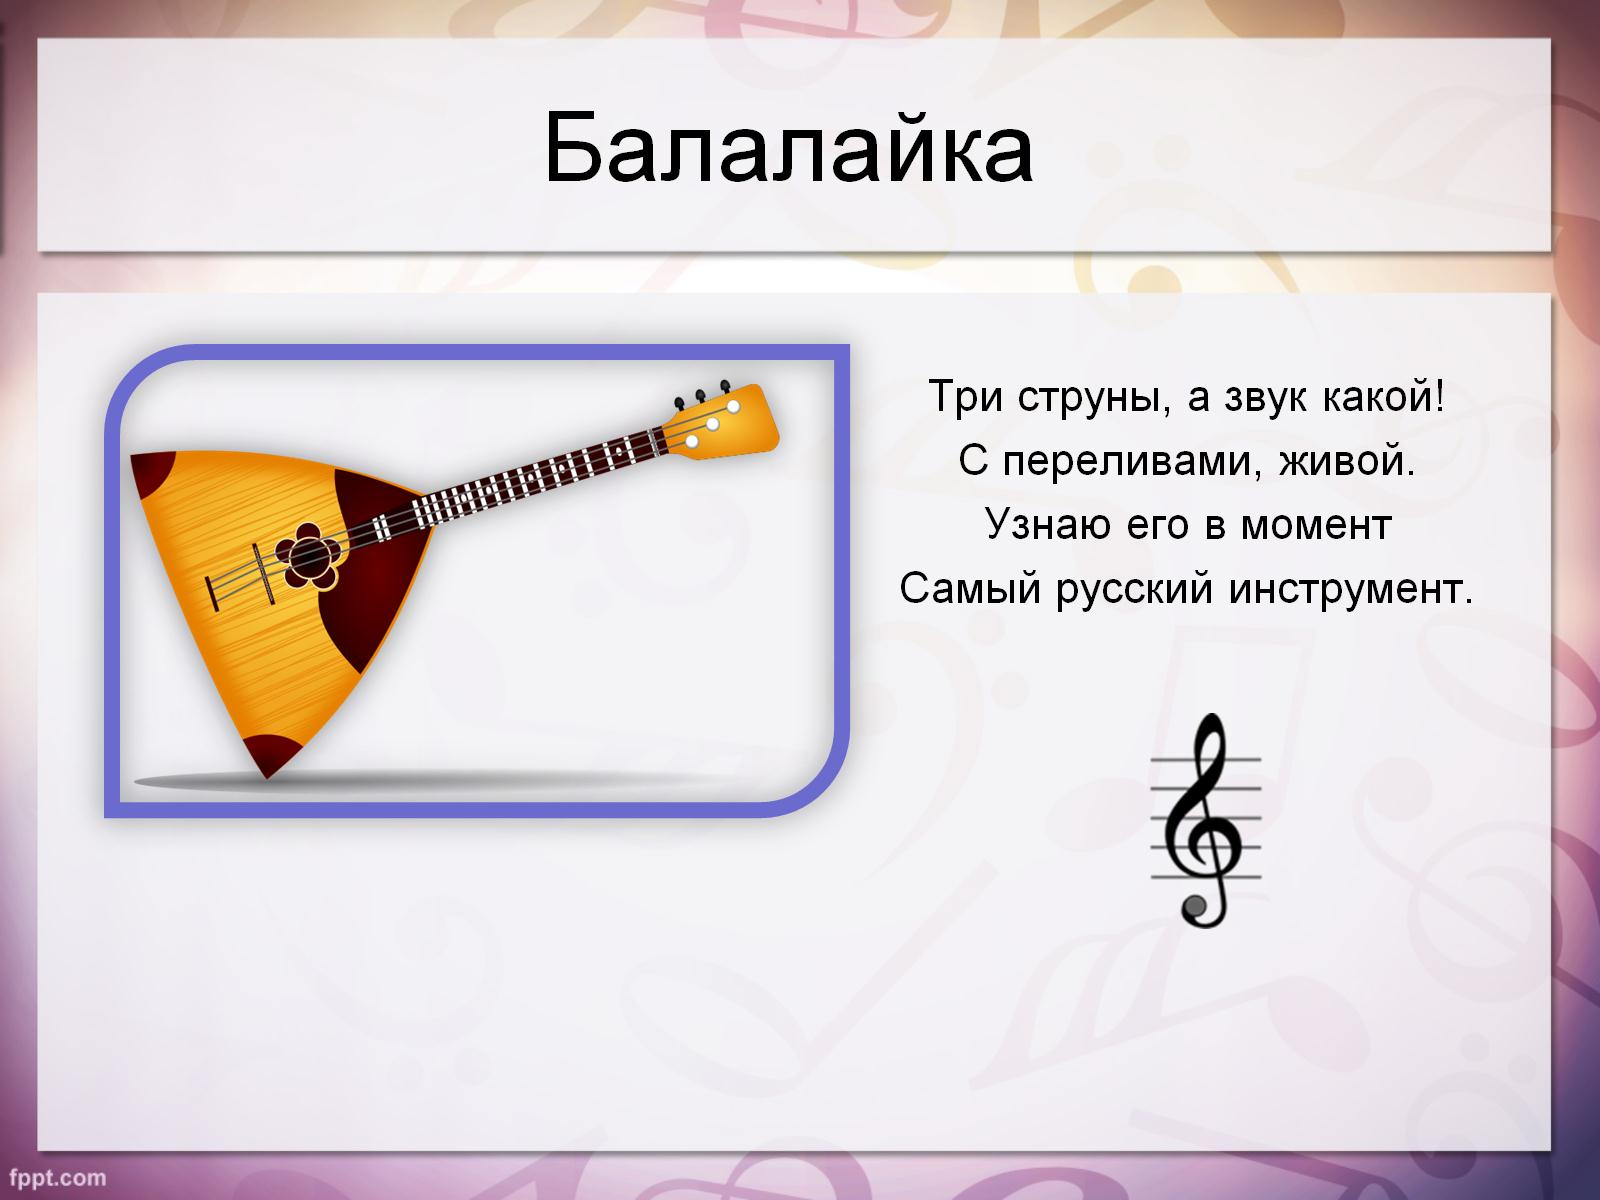 Балалайка
Три струны, а звук какой!
С переливами, живой.
Узнаю его в момент
Самый русский инструмент.
fppt.com